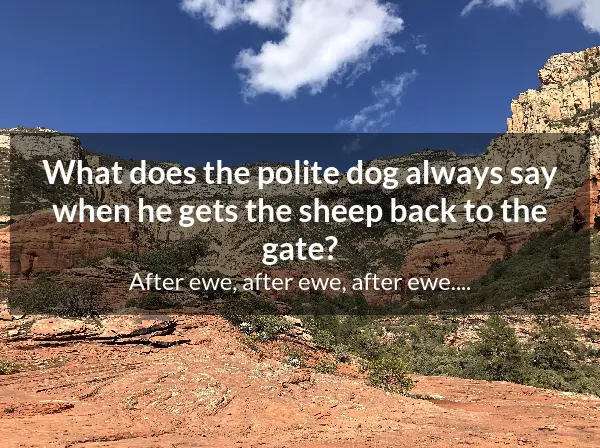 What does the polite dog always say
when he gets the sheep back to the
gate?
After ewe, after ewe, after ewe....